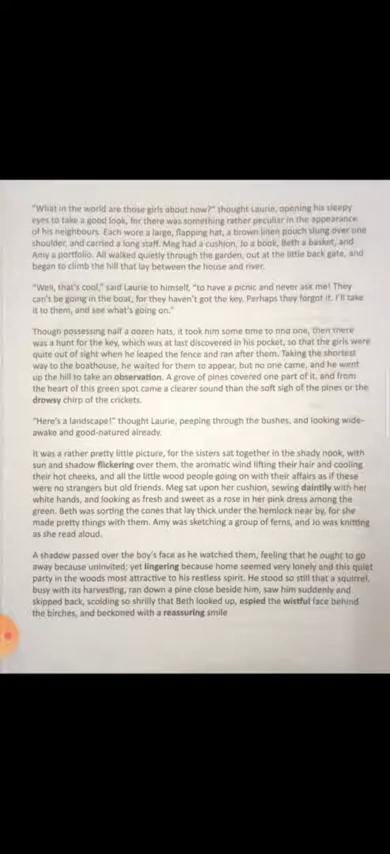 "What in the world are those girls about now?" thought Laurie, opening his sleepy
eyes to take a good look, for there was something rather peculiar in the appearance
of his neighbours. Each wore a large, flapping hat, a brown linen pouch slung over one
shoulder, and carried a long staff. Meg had a cushion, Jo a book, Beth a basket, and
Amy a portfolio. All walked quietly through the garden, out at the little back gate, and
began to climb the hill that lay between the house and river.
"Well, that's cool," said Laurie to himself, "to have a picnic and never ask me! They
can't be going in the boat, for they haven't got the key. Perhaps they forgot it. I'll take
it to them, and see what's going on."
Though possessing half a dozen hats, it took him some time to find one, then there
was a hunt for the key, which was at last discovered in his pocket, so that the girls were
quite out of sight when he leaped the fence and ran after them. Taking the shortest
way to the boathouse, he waited for them to appear, but no one came, and he went
up the hill to take an observation. A grove of pines covered one part of it, and from
the heart of this green spot came a clearer sound than the soft sigh of the pines or the
drowsy chirp of the crickets.
"Here's a landscape!" thought Laurie, peeping through the bushes, and looking wide-
awake and good-natured already.
It was a rather pretty little picture, for the sisters sat together in the shady nook, with
sun and shadow flickering over them, the aromatic wind lifting their hair and cooling
their hot cheeks, and all the little wood people going on with their affairs as if these
were no strangers but old friends. Meg sat upon her cushion, sewing daintily with her
white hands, and looking as fresh and sweet as a rose in her pink dress among the
green. Beth was sorting the cones that lay thick under the hemlock near by, for she
made pretty things with them. Amy was sketching a group of ferns, and Jo was knitting
as she read aloud.
A shadow passed over the boy's face as he watched them, feeling that he ought to go
away because uninvited; yet lingering because home seemed very lonely and this quiet
party in the woods most attractive to his restless spirit. He stood so still that a squirrel,
busy with its harvesting, ran down a pine close beside him, saw him suddenly and
skipped back, scolding so shrilly that Beth looked up, espied the wistful face behind
the birches, and beckoned with a reassuring smile